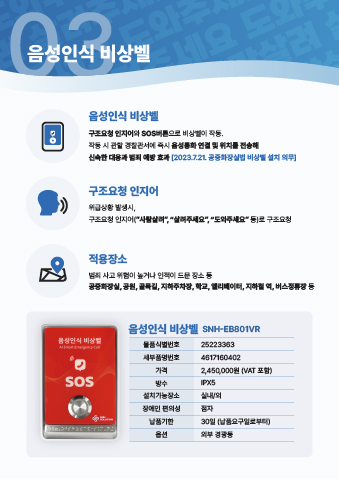 03
음성인식 비상벨
음성인식 비상벨
구조요청 인지어와 SOS버튼으로 비상벨이 작동.
작동 시 관할 경찰관서에 즉시 음성통화 연결 및 위치를 전송해
신속한 대응과 범죄 예방 효과 [2023.7.21. 공중화장실법 비상벨 설치 의무]
구조요청 인지어
위급상황 발생시,
구조요청 인지어("사람살려", "살려주세요", "도와주세요" 등)로 구조요청
적용장소
범죄 사고 위험이 높거나 인적이 드문 장소 등
공중화장실, 공원, 골목길, 지하주차장, 학교, 엘리베이터, 지하철 역, 버스정류장 등
음성인식 비상벨
AI Smart Emergency Call
SOS
음성인식 비상벨 SNH-EB801VR
물품식별번호 25223363
세부품명번호 4617160402
가격 2,450,000원 (VAT 포함)
방수 IPX5
설치가능장소 실내/외
장애인 편의성 점자
납품기한 30일 (납품요구일로부터)
옵션 외부 경광등